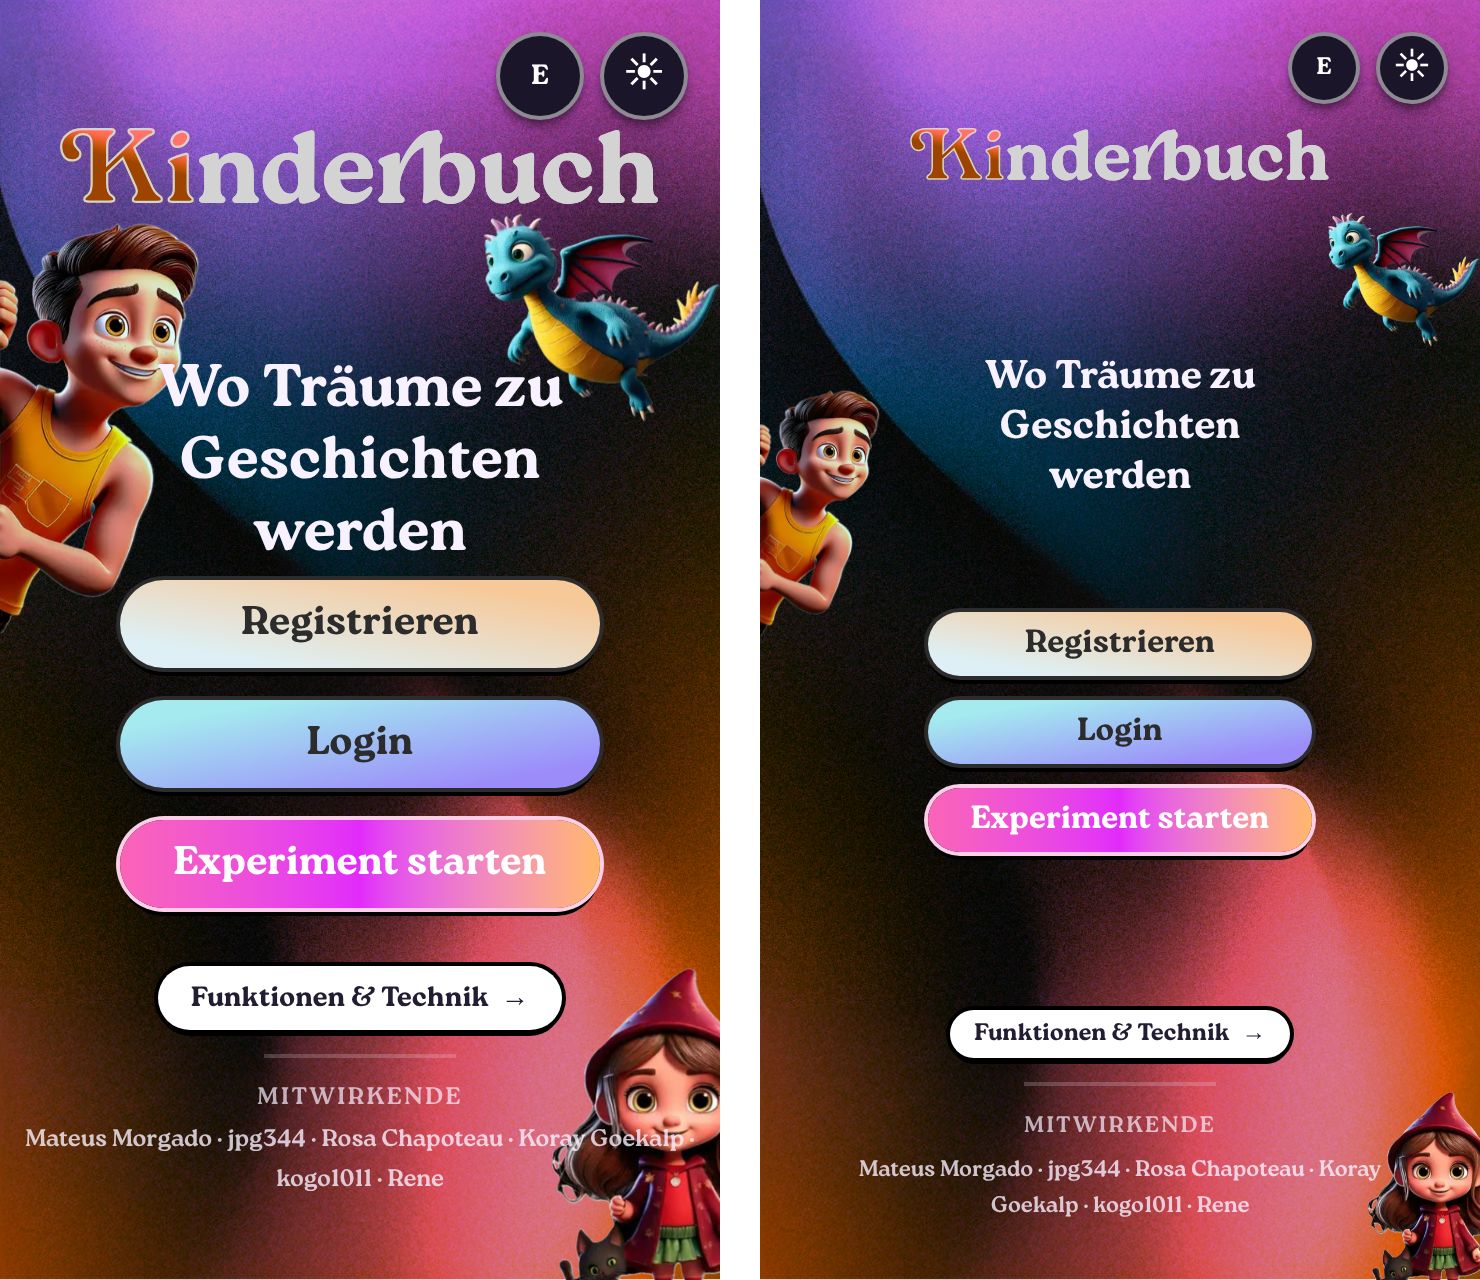 E
Kinderbuch
Wo Träume zu
Geschichten
werden
Registrieren
Login
Experiment starten
Funktionen & Technik →
MITWIRKENDE
Mateus Morgado · jpg344 · Rosa Chapoteau · Koray Goekalp ·
kogo1011 · Rene
E
Kinderbuch
Wo Träume zu
Geschichten
werden
Registrieren
Login
Experiment starten
Funktionen & Technik →
MITWIRKENDE
Mateus Morgado · jpg344 · Rosa Chapoteau · Koray
Goekalp · kogo1011 · Rene